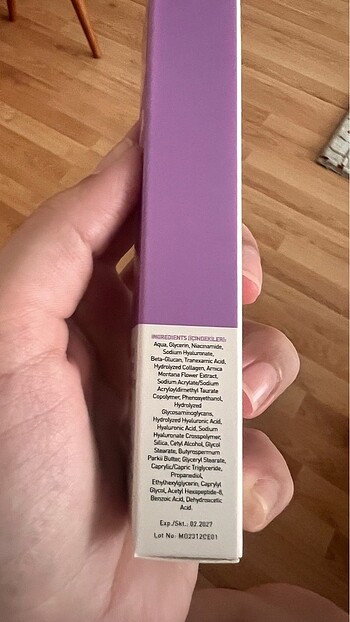 INGREDIENTS (İÇİNDEKİLER):
Aqua, Glycerin, Niacinamide,
Sodium Hyaluronate,
Beta-Glucan, Tranexamic Acid,
Hydrolyzed Collagen, Arnica
Montana Flower Extract,
Sodium Acrylate/Sodium
Acryloyldimethyl Taurate
Copolymer, Phenoxyethanol,
Hydrolyzed
Glycosaminoglycans,
Hydrolyzed Hyaluronic Acid,
Hyaluronic Acid, Sodium
Hyaluronate Crosspolymer,
Silica, Cetyl Alcohol, Glycol
Stearate, Butyrospermum
Parkii Butter, Glyceryl Stearate,
Caprylic/Capric Triglyceride,
Propanediol,
Ethylhexylglycerin, Caprylyl
Glycol, Acetyl Hexapeptide-8,
Benzoic Acid, Dehydroacetic
Acid.
Exp./Skt.: 02.2027
Lot No: MO2312CE01